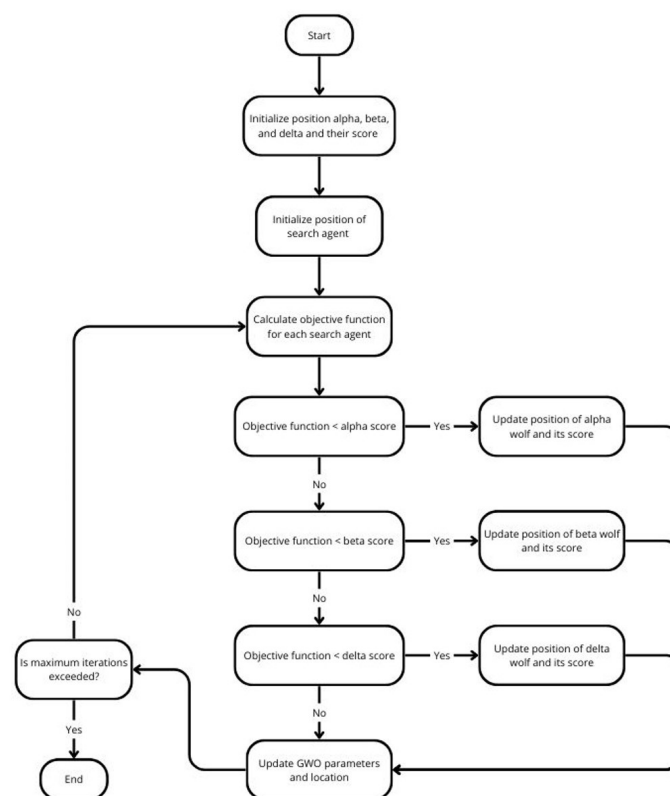 Start
Initialize position alpha, beta,
and delta and their score
Initialize position of
search agent
Calculate objective function
for each search agent
Objective function < alpha score
Yes
Update position of alpha
wolf and its score
No
Objective function < beta score
Yes
Update position of beta wolf
and its score
No
Objective function < delta score
Yes
Update position of delta
wolf and its score
No
Update GWO parameters
and location
Is maximum iterations
exceeded?
No
Yes
End